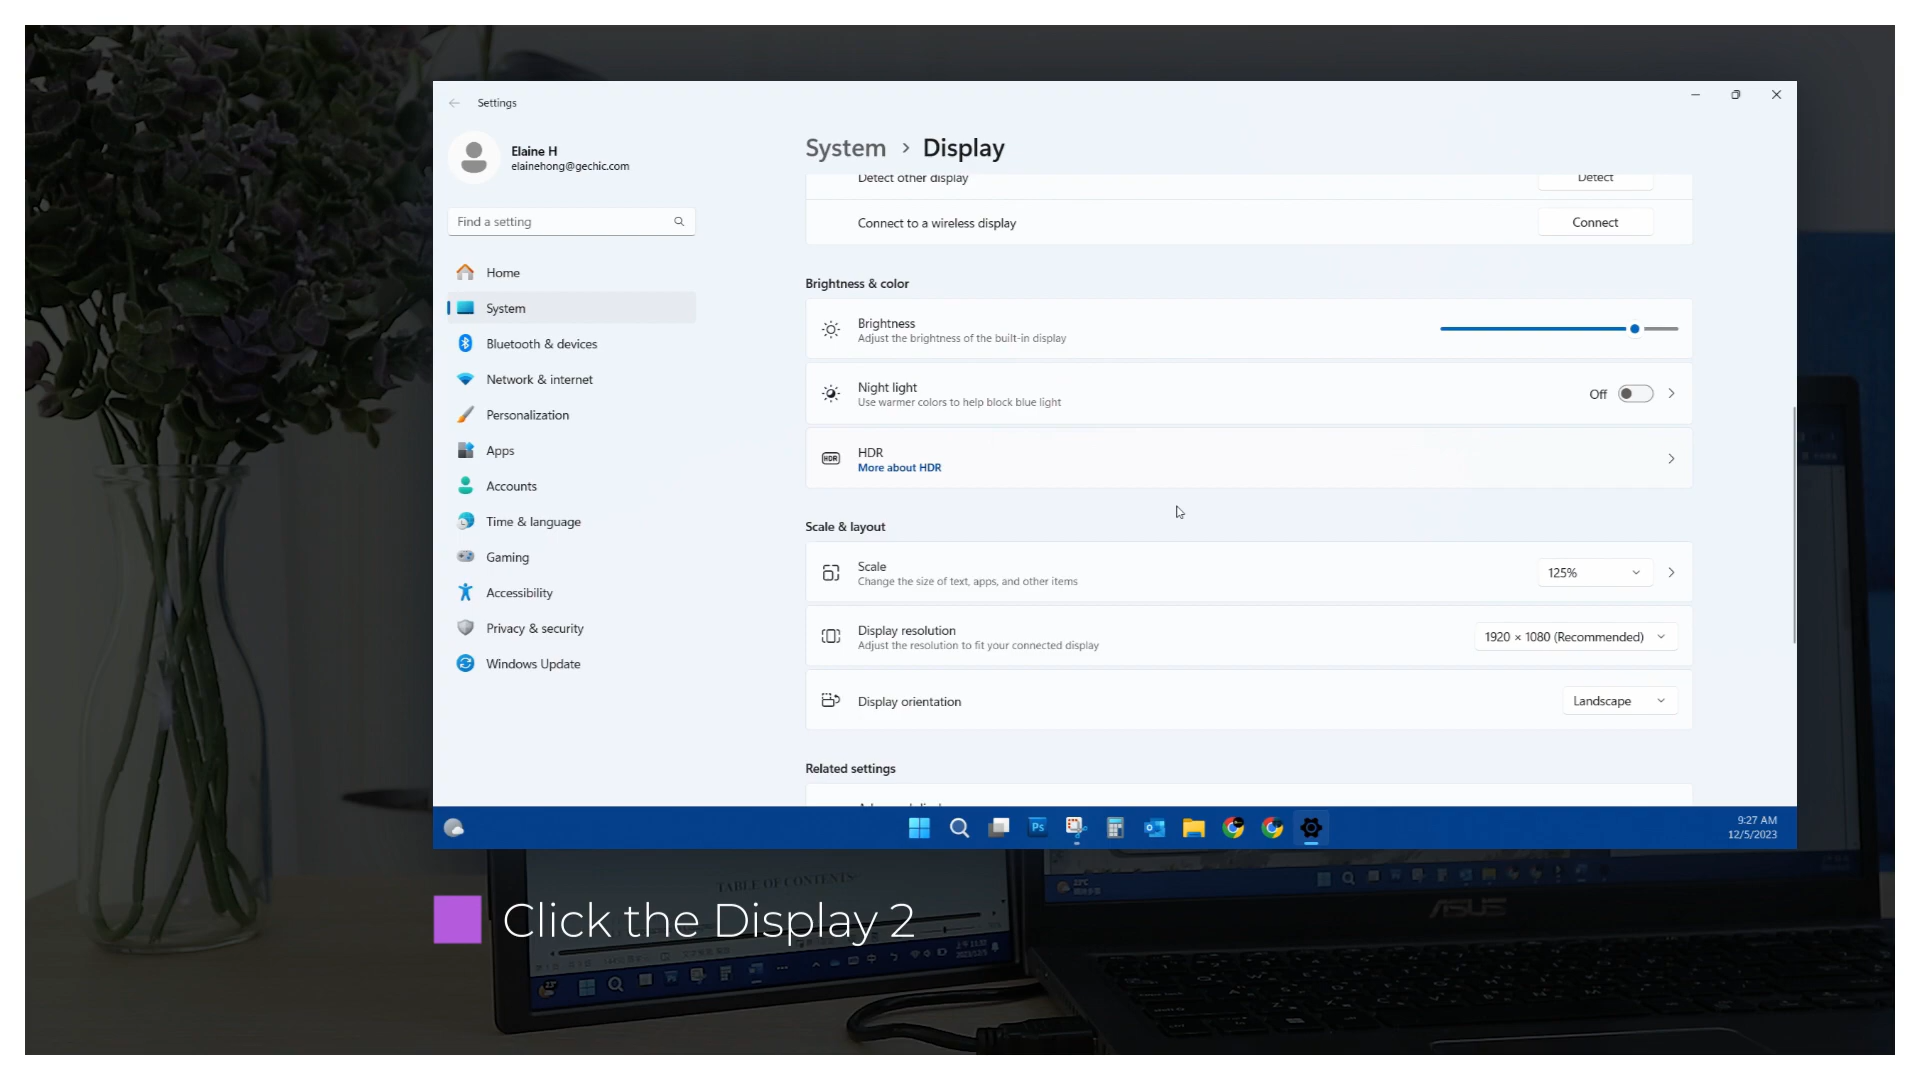 Settings
Elaine H
elainehong@gechic.com
Find a setting
Home
System
Bluetooth & devices
Network & internet
Personalization
Apps
Accounts
Time & language
Gaming
Accessibility
Privacy & security
Windows Update
System > Display
Detect other display
Detect
Connect to a wireless display
Connect
Brightness & color
Brightness
Adjust the brightness of the built-in display
Night light
Use warmer colors to help block blue light
Off
HDR
HDR
More about HDR
Scale & layout
Scale
Change the size of text, apps, and other items
125%
Display resolution
Adjust the resolution to fit your connected display
1920 × 1080 (Recommended)
Display orientation
Landscape
Related settings
Ps
9:27 AM
12/5/2023
TABLE OF CONTENTS
ASUS
Click the Display 2